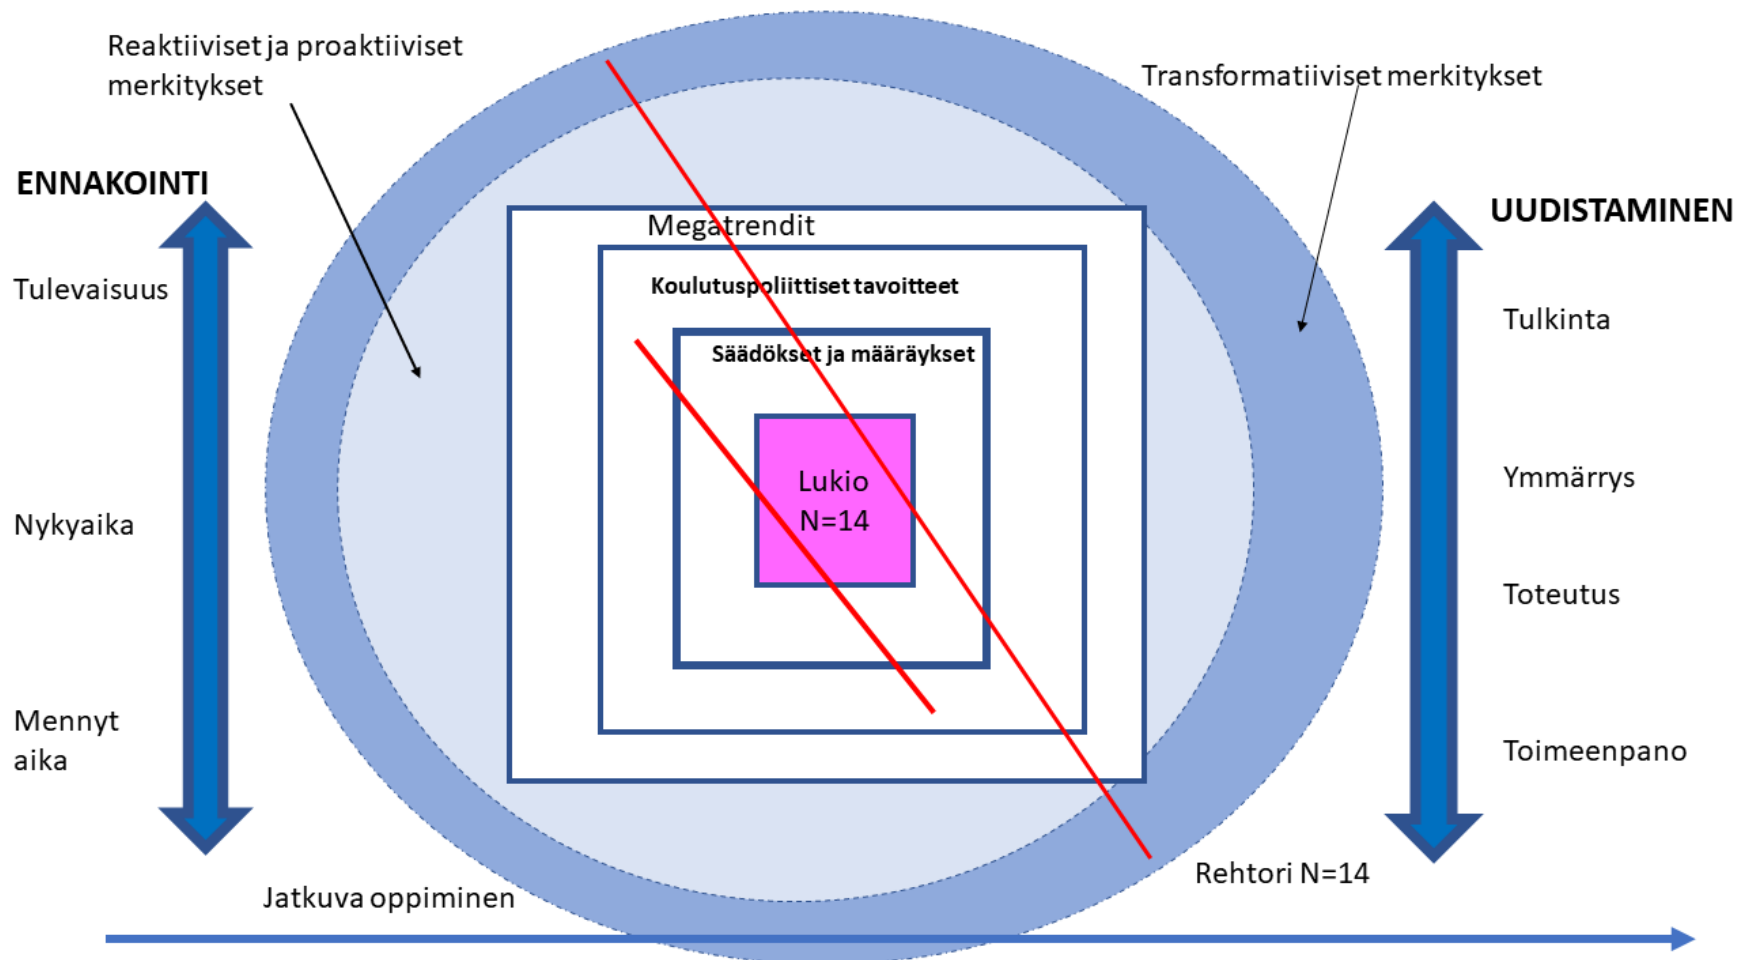 Reaktiiviset ja proaktiiviset
merkitykset
Transformatiiviset merkitykset
ENNAKOINTI
UUDISTAMINEN
Megatrendit
Tulevaisuus
Koulutuspoliittiset tavoitteet
Tulkinta
Säädökset ja määräykset
Lukio
N=14
Ymmärrys
Nykyaika
Toteutus
Mennyt
aika
Toimeenpano
Rehtori N=14
Jatkuva oppiminen